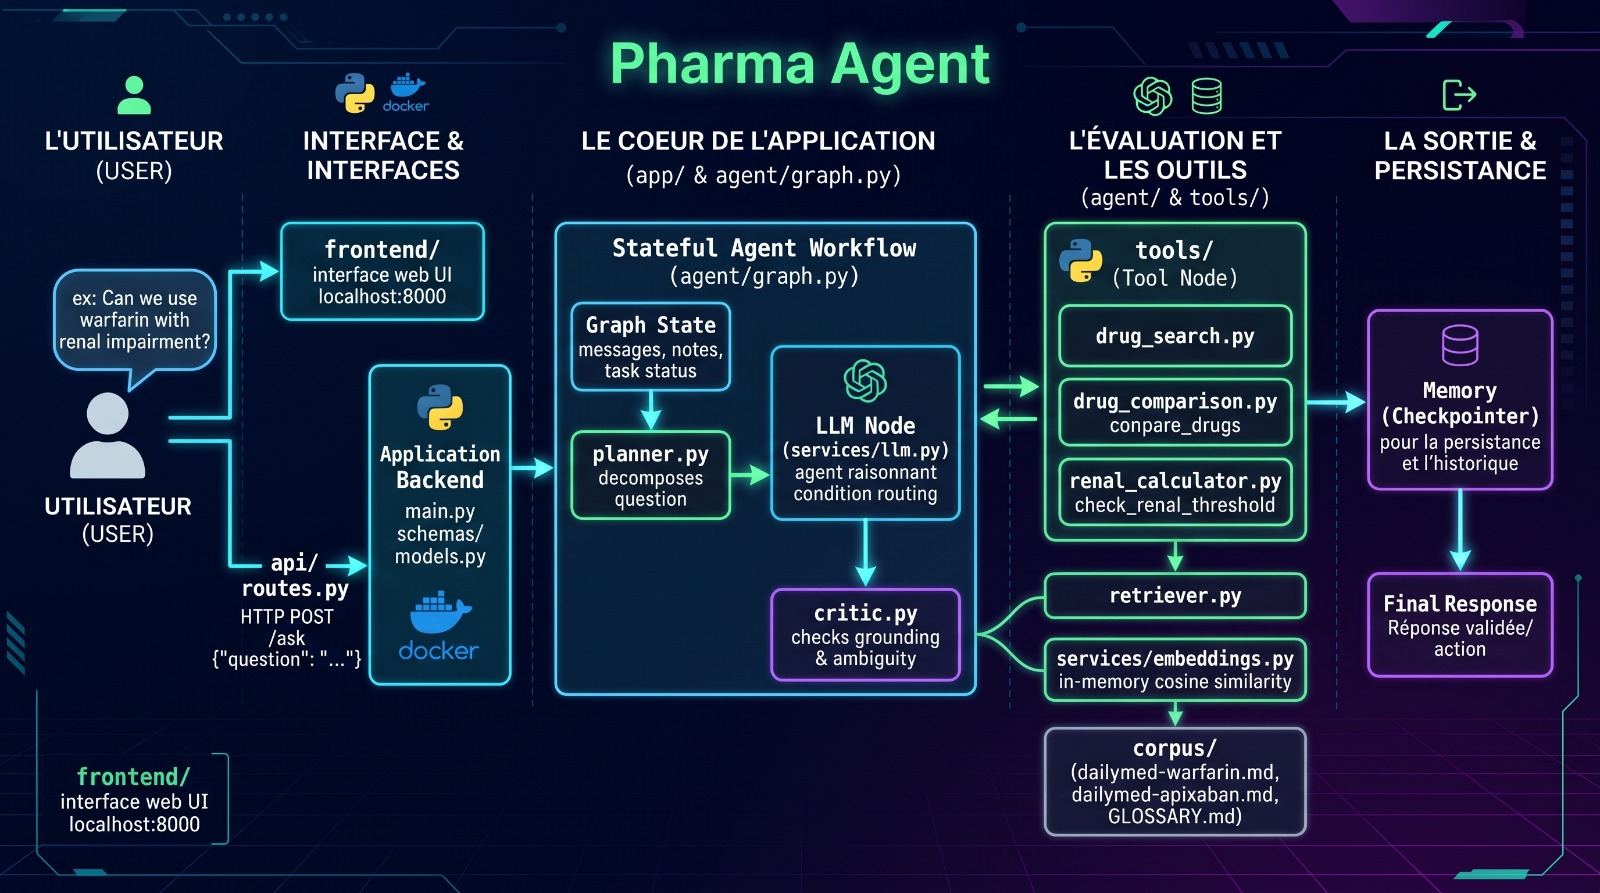 Pharma Agent
L'UTILISATEUR
(USER)
ex: Can we use
warfarin with
renal impairment?
UTILISATEUR
(USER)
docker
INTERFACE &
INTERFACES
frontend/
interface web UI
localhost:8000
Application
Backend
main.py
schemas/
models.py
docker
api/
routes.py
HTTP POST
/ask
{"question": "..."}
frontend/
interface web UI
localhost:8000
LE COEUR DE L'APPLICATION
(app/ & agent/graph.py)
Stateful Agent Workflow
(agent/graph.py)
Graph State
messages, notes,
task status
planner.py
decomposes
question
LLM Node
(services/llm.py)
agent raisonnant
condition routing
critic.py
checks grounding
& ambiguity
L'ÉVALUATION ET
LES OUTILS
(agent/ & tools/)
tools/
(Tool Node)
drug_search.py
drug_comparison.py
conpare_drugs
renal_calculator.py
check_renal_threshold
retriever.py
services/embeddings.py
in-memory cosine similarity
corpus/
(dailymed-warfarin.md,
dailymed-apixaban.md,
GLOSSARY.md)
LA SORTIE &
PERSISTANCE
Memory
(Checkpointer)
pour la persistance
et l'historique
Final Response
Réponse validée/
action